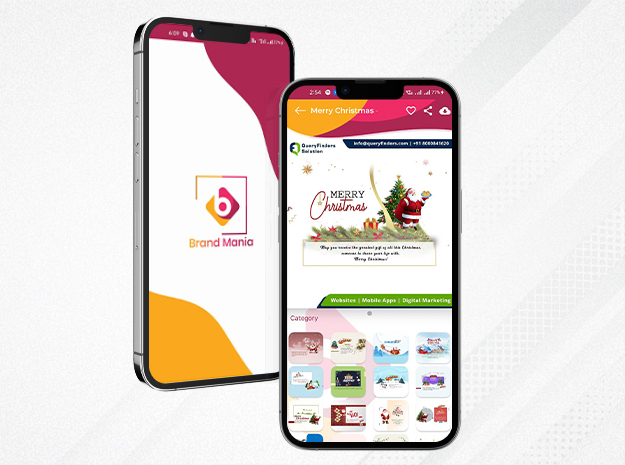 6:09
Brand Mania
2:54
77%
Merry Christmas
QueryFinders
Solution
info@queryfinders.com | +91 8000841620
MERRY
Christmas
May you receive the greatest gift of all this Christmas,
someone to share your life with.
Merry Christmas!
Websites | Mobile Apps | Digital Marketing
Category